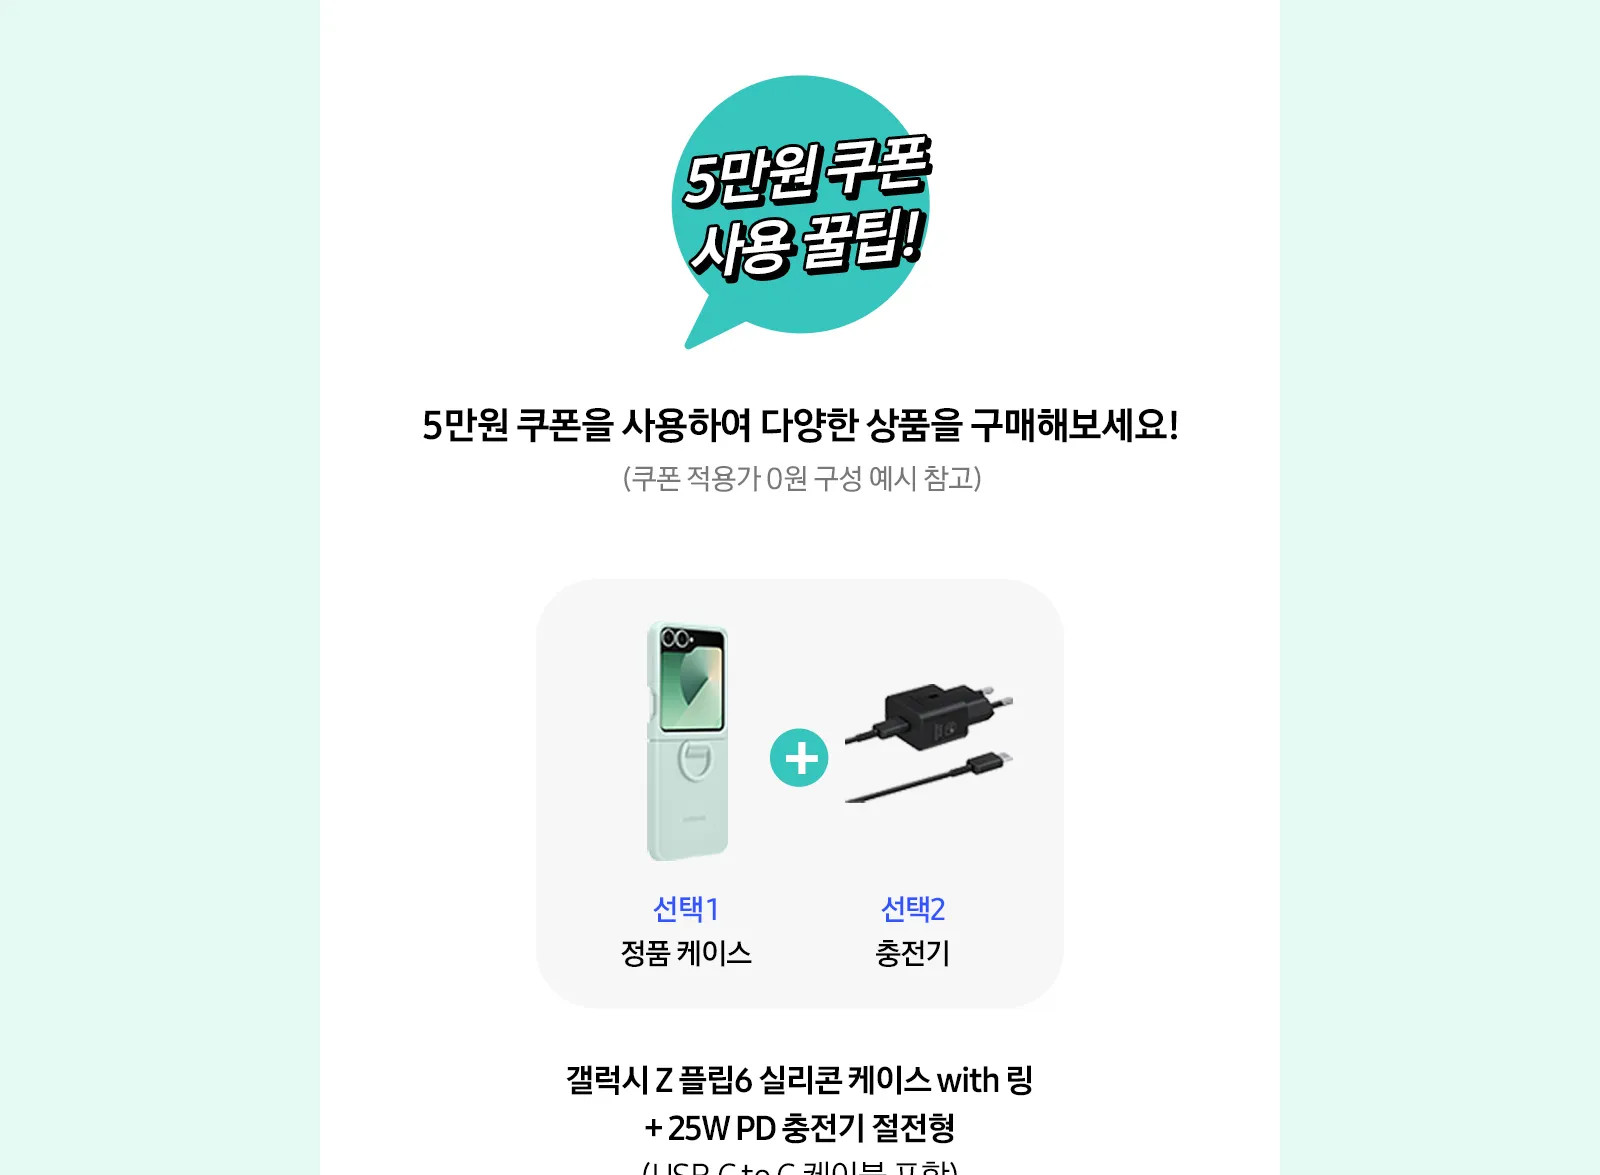 5만원 쿠폰
사용 꿀팁!
5만원 쿠폰을 사용하여 다양한 상품을 구매해보세요!
(쿠폰 적용가 0원 구성 예시 참고)
선택1
선택2
정품 케이스
충전기
갤럭시 Z 플립6 실리콘 케이스 with 링
+ 25W PD 충전기 절전형
(USB C to C 케이블 포함)